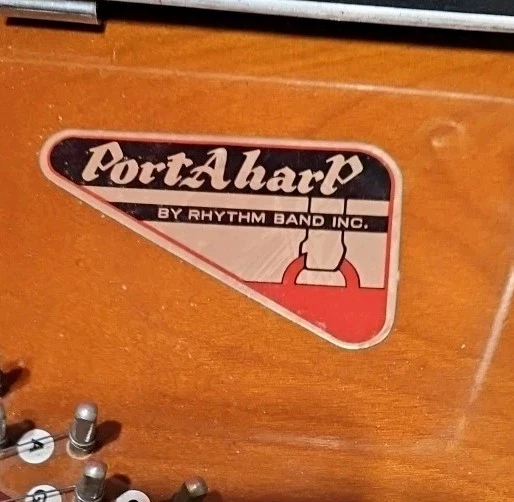 PortAharP
BY RHYTHM BAND INC.
A
G